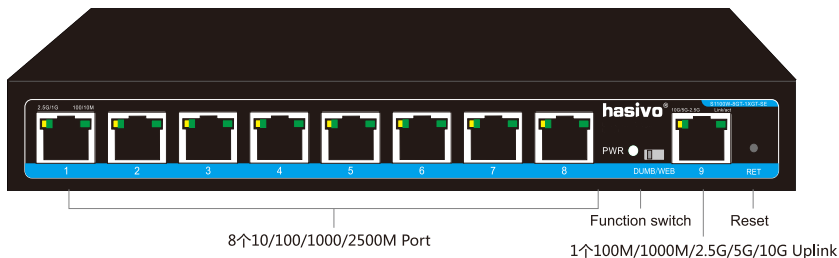 2.5G/1G 100/10M
hasivo®
10G/5G-2.5G Link/act
S1100W-8GT-1XGT-SE
PWR
1 2 3 4 5 6 7 8 DUMB/WEB 9 RET
Function switch Reset
8个10/100/1000/2500M Port
1个100M/1000M/2.5G/5G/10G Uplink